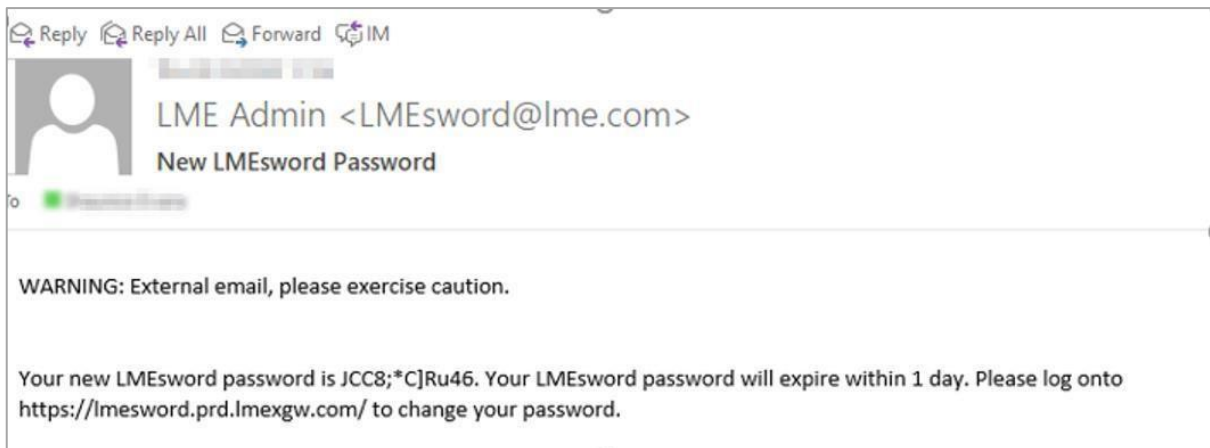 Reply Reply All Forward IM
LME Admin <LMEsword@lme.com>
New LMEsword Password
To
WARNING: External email, please exercise caution.
Your new LMEsword password is JCC8;*C]Ru46. Your LMEsword password will expire within 1 day. Please log onto
https://lmesword.prd.lmexgw.com/ to change your password.